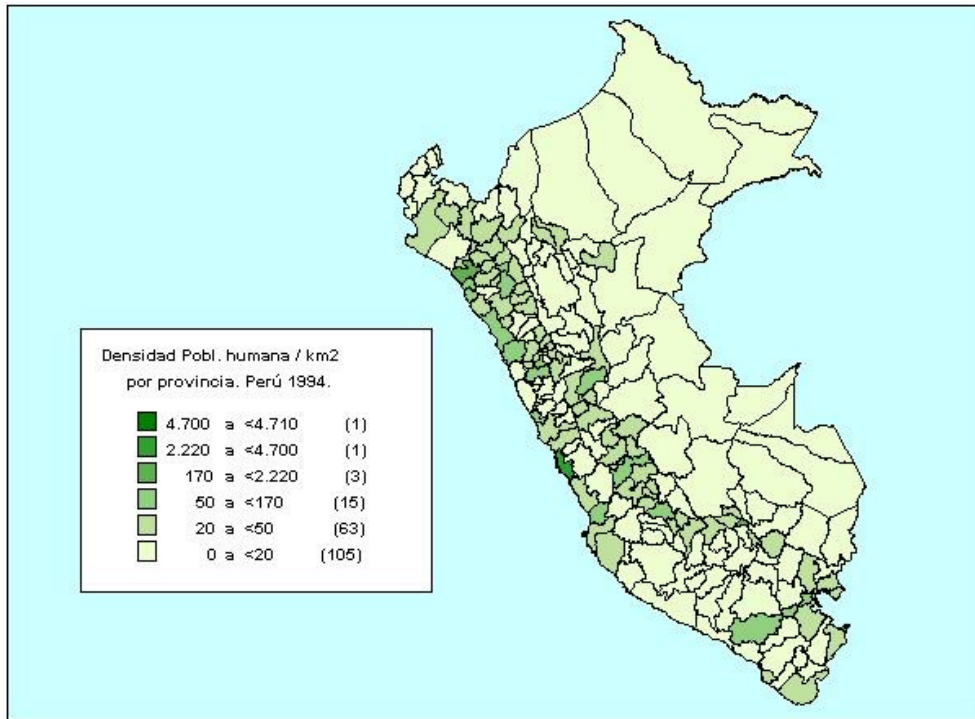 Densidad Pobl. humana / km2
por provincia. Perú 1994.
4.700 a <4.710 (1)
2.220 a <4.700 (1)
170 a <2.220 (3)
50 a <170 (15)
20 a <50 (63)
0 a <20 (105)